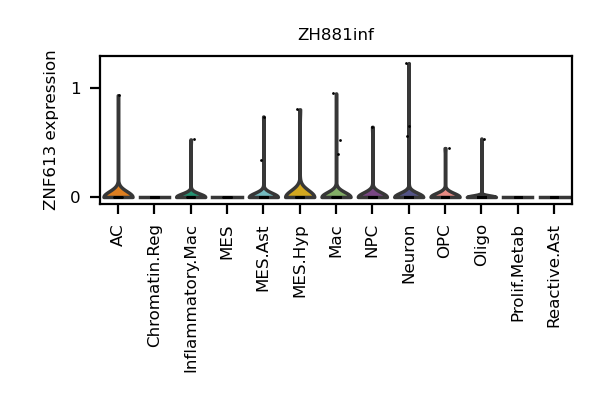 ZH881inf
ZNF613 expression
1
0
AC
Chromatin.Reg
Inflammatory.Mac
MES
MES.Ast
MES.Hyp
Mac
NPC
Neuron
OPC
Oligo
Prolif.Metab
Reactive.Ast